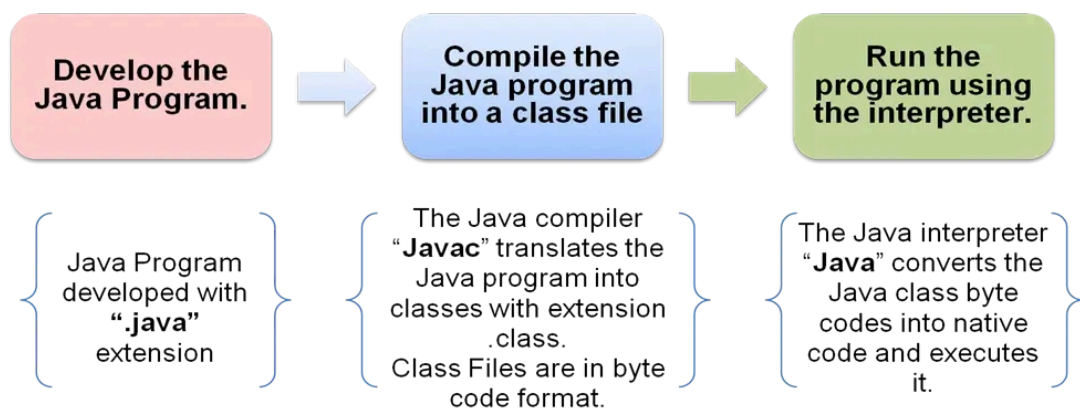 Develop the
Java Program.
Compile the
Java program
into a class file
Run the
program using
the interpreter.
Java Program
developed with
“.java”
extension
The Java compiler
“Javac” translates the
Java program into
classes with extension
.class.
Class Files are in byte
code format.
The Java interpreter
“Java” converts the
Java class byte
codes into native
code and executes
it.